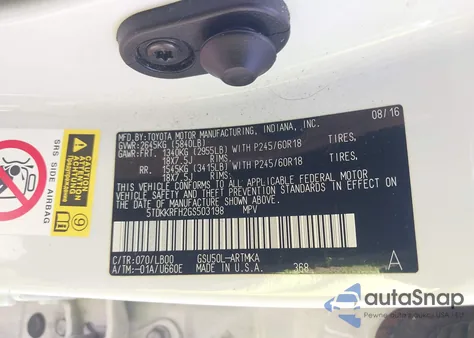 08/16
MFD.BY:TOYOTA MOTOR MANUFACTURING, INDIANA, INC.
GVWR:2645KG (5840LB)
GAWR:FRT. 1340KG (2955LB) WITH P245/60R18 TIRES,
18X7.5J RIMS,
RR. 1545KG (3415LB) WITH P245/60R18 TIRES,
18X7.5J RIMS,
THIS VEHICLE CONFORMS TO ALL APPLICABLE FEDERAL MOTOR
VEHICLE SAFETY AND THEFT PREVENTION STANDARDS IN EFFECT
ON THE DATE OF MANUFACTURE SHOWN ABOVE.
5TDKKRFH2GS503198 MPV
C/TR:070/LB00 GSU50L-ARTMKA
A/TM:-01A/U660E MADE IN U.S.A. 368 A
SRS SIDE AIRBAG
autoSnap
BY